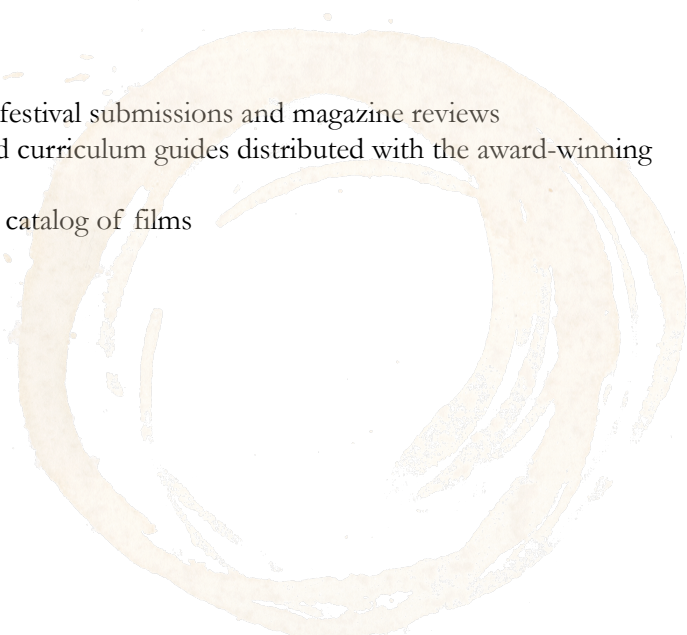 festival submissions and magazine reviews
d curriculum guides distributed with the award-winning
catalog of films